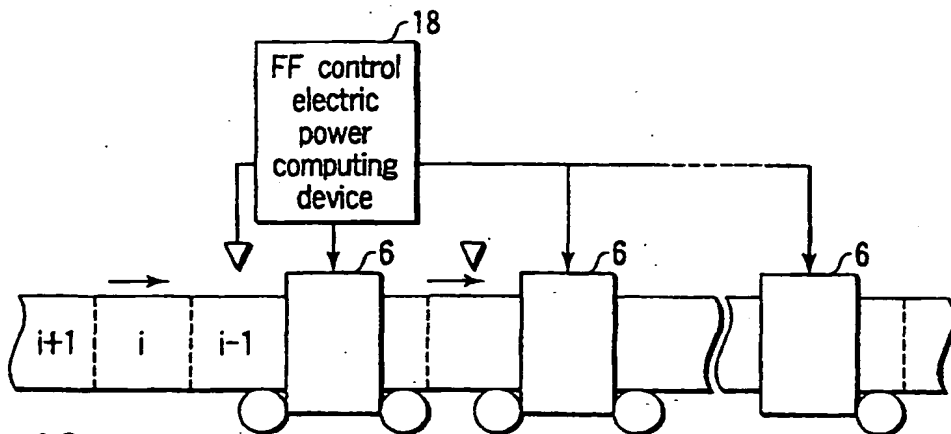 18
FF control
electric
power
computing
device
6
6
6
i+1
i
i-1